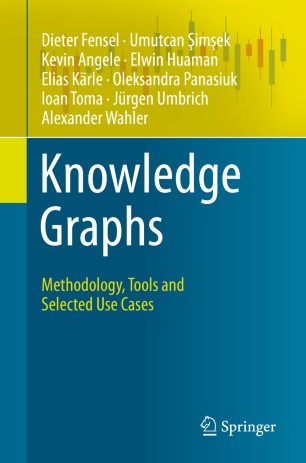 Dieter Fensel · Umutcan Şimşek
Kevin Angele · Elwin Huaman
Elias Kärle · Oleksandra Panasiuk
Ioan Toma · Jürgen Umbrich
Alexander Wahler
Knowledge
Graphs
Methodology, Tools and
Selected Use Cases
Springer